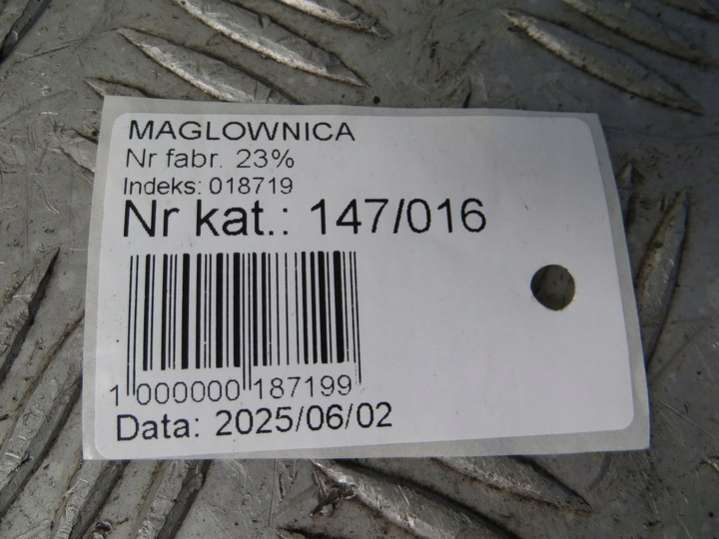 MAGLOWNICA
Nr fabr. 23%
Indeks: 018719
Nr kat.: 147/016
1 000000 187199
Data: 2025/06/02